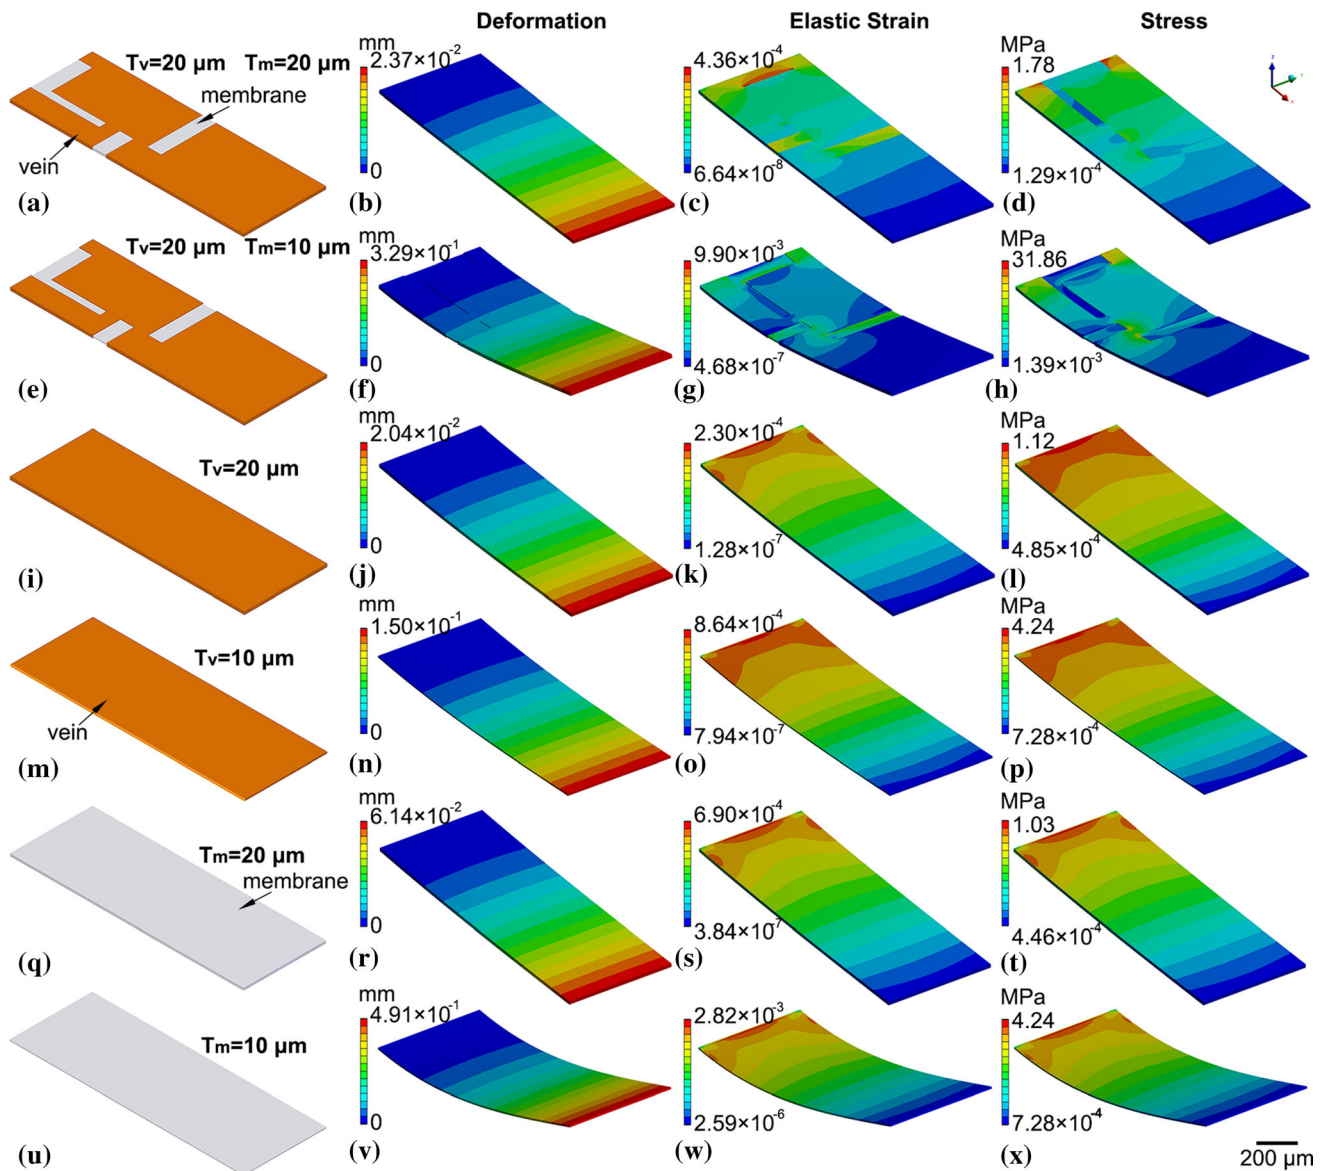 Deformation Elastic Strain Stress
Tv=20 µm Tm=20 µm
membrane
vein
(a)
mm
2.37×10⁻²
0
(b)
4.36×10⁻⁴
6.64×10⁻⁸
(c)
MPa
1.78
1.29×10⁻⁴
(d)
Tv=20 µm Tm=10 µm
(e)
mm
3.29×10⁻¹
0
(f)
9.90×10⁻³
4.68×10⁻⁷
(g)
MPa
31.86
1.39×10⁻³
(h)
Tv=20 µm
(i)
mm
2.04×10⁻²
0
(j)
2.30×10⁻⁴
1.28×10⁻⁷
(k)
MPa
1.12
4.85×10⁻⁴
(l)
Tv=10 µm
vein
(m)
mm
1.50×10⁻¹
0
(n)
8.64×10⁻⁴
7.94×10⁻⁷
(o)
MPa
4.24
7.28×10⁻⁴
(p)
Tm=20 µm
membrane
(q)
mm
6.14×10⁻²
0
(r)
6.90×10⁻⁴
3.84×10⁻⁷
(s)
MPa
1.03
4.46×10⁻⁴
(t)
Tm=10 µm
(u)
mm
4.91×10⁻¹
0
(v)
2.82×10⁻³
2.59×10⁻⁶
(w)
MPa
4.24
7.28×10⁻⁴
(x)
200 µm